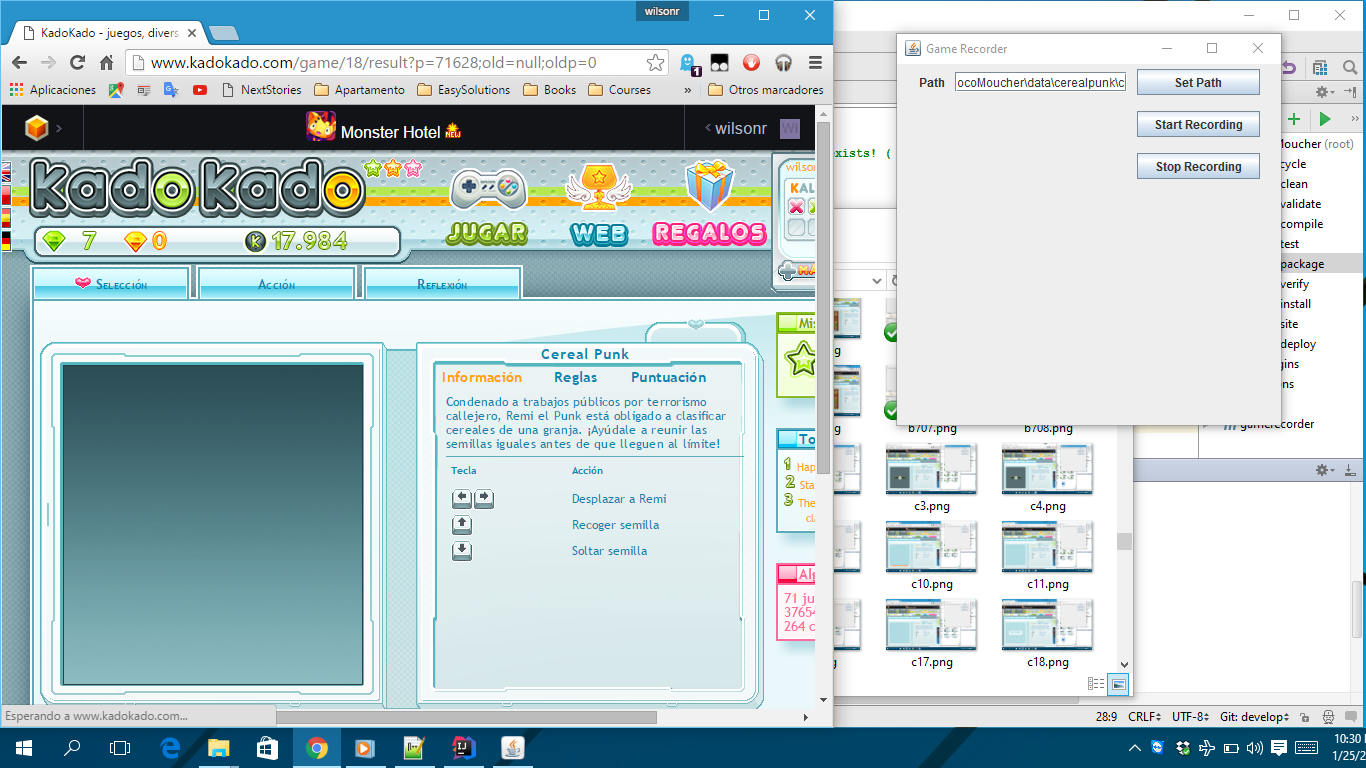 wilsonr
KadoKado - juegos, divers
www.kadokado.com/game/18/result?p=71628;old=null;oldp=0
1
Aplicaciones
NextStories
Apartamento
EasySolutions
Books
Courses
»
Otros marcadores
Monster Hotel NEW
wilsonr
WI
kadokado
7
0
K 17.984
JUGAR
WEB
REGALOS
wilson
KAL
Selección
Acción
Reflexión
Cereal Punk
Información
Reglas
Puntuación
Condenado a trabajos públicos por terrorismo
callejero, Remi el Punk está obligado a clasificar
cereales de una granja. ¡Ayúdale a reunir las
semillas iguales antes de que lleguen al límite!
Tecla
Acción
Desplazar a Remi
Recoger semilla
Soltar semilla
Mis
To
1 Hap
2 Sta
3 The
cla
Alg
71 ju
37654
264 o
Esperando a www.kadokado.com...
Game Recorder
Path
ocoMoucher\data\cerealpunk\c
Set Path
Start Recording
Stop Recording
xists! (
Moucher (root)
cycle
clean
validate
compile
test
package
verify
install
site
deploy
gins
ns
gamerecorder
ng
b707.png
b708.png
c3.png
c4.png
c10.png
c11.png
c17.png
c18.png
28:9
CRLF
UTF-8
Git: develop
10:30
1/25/2